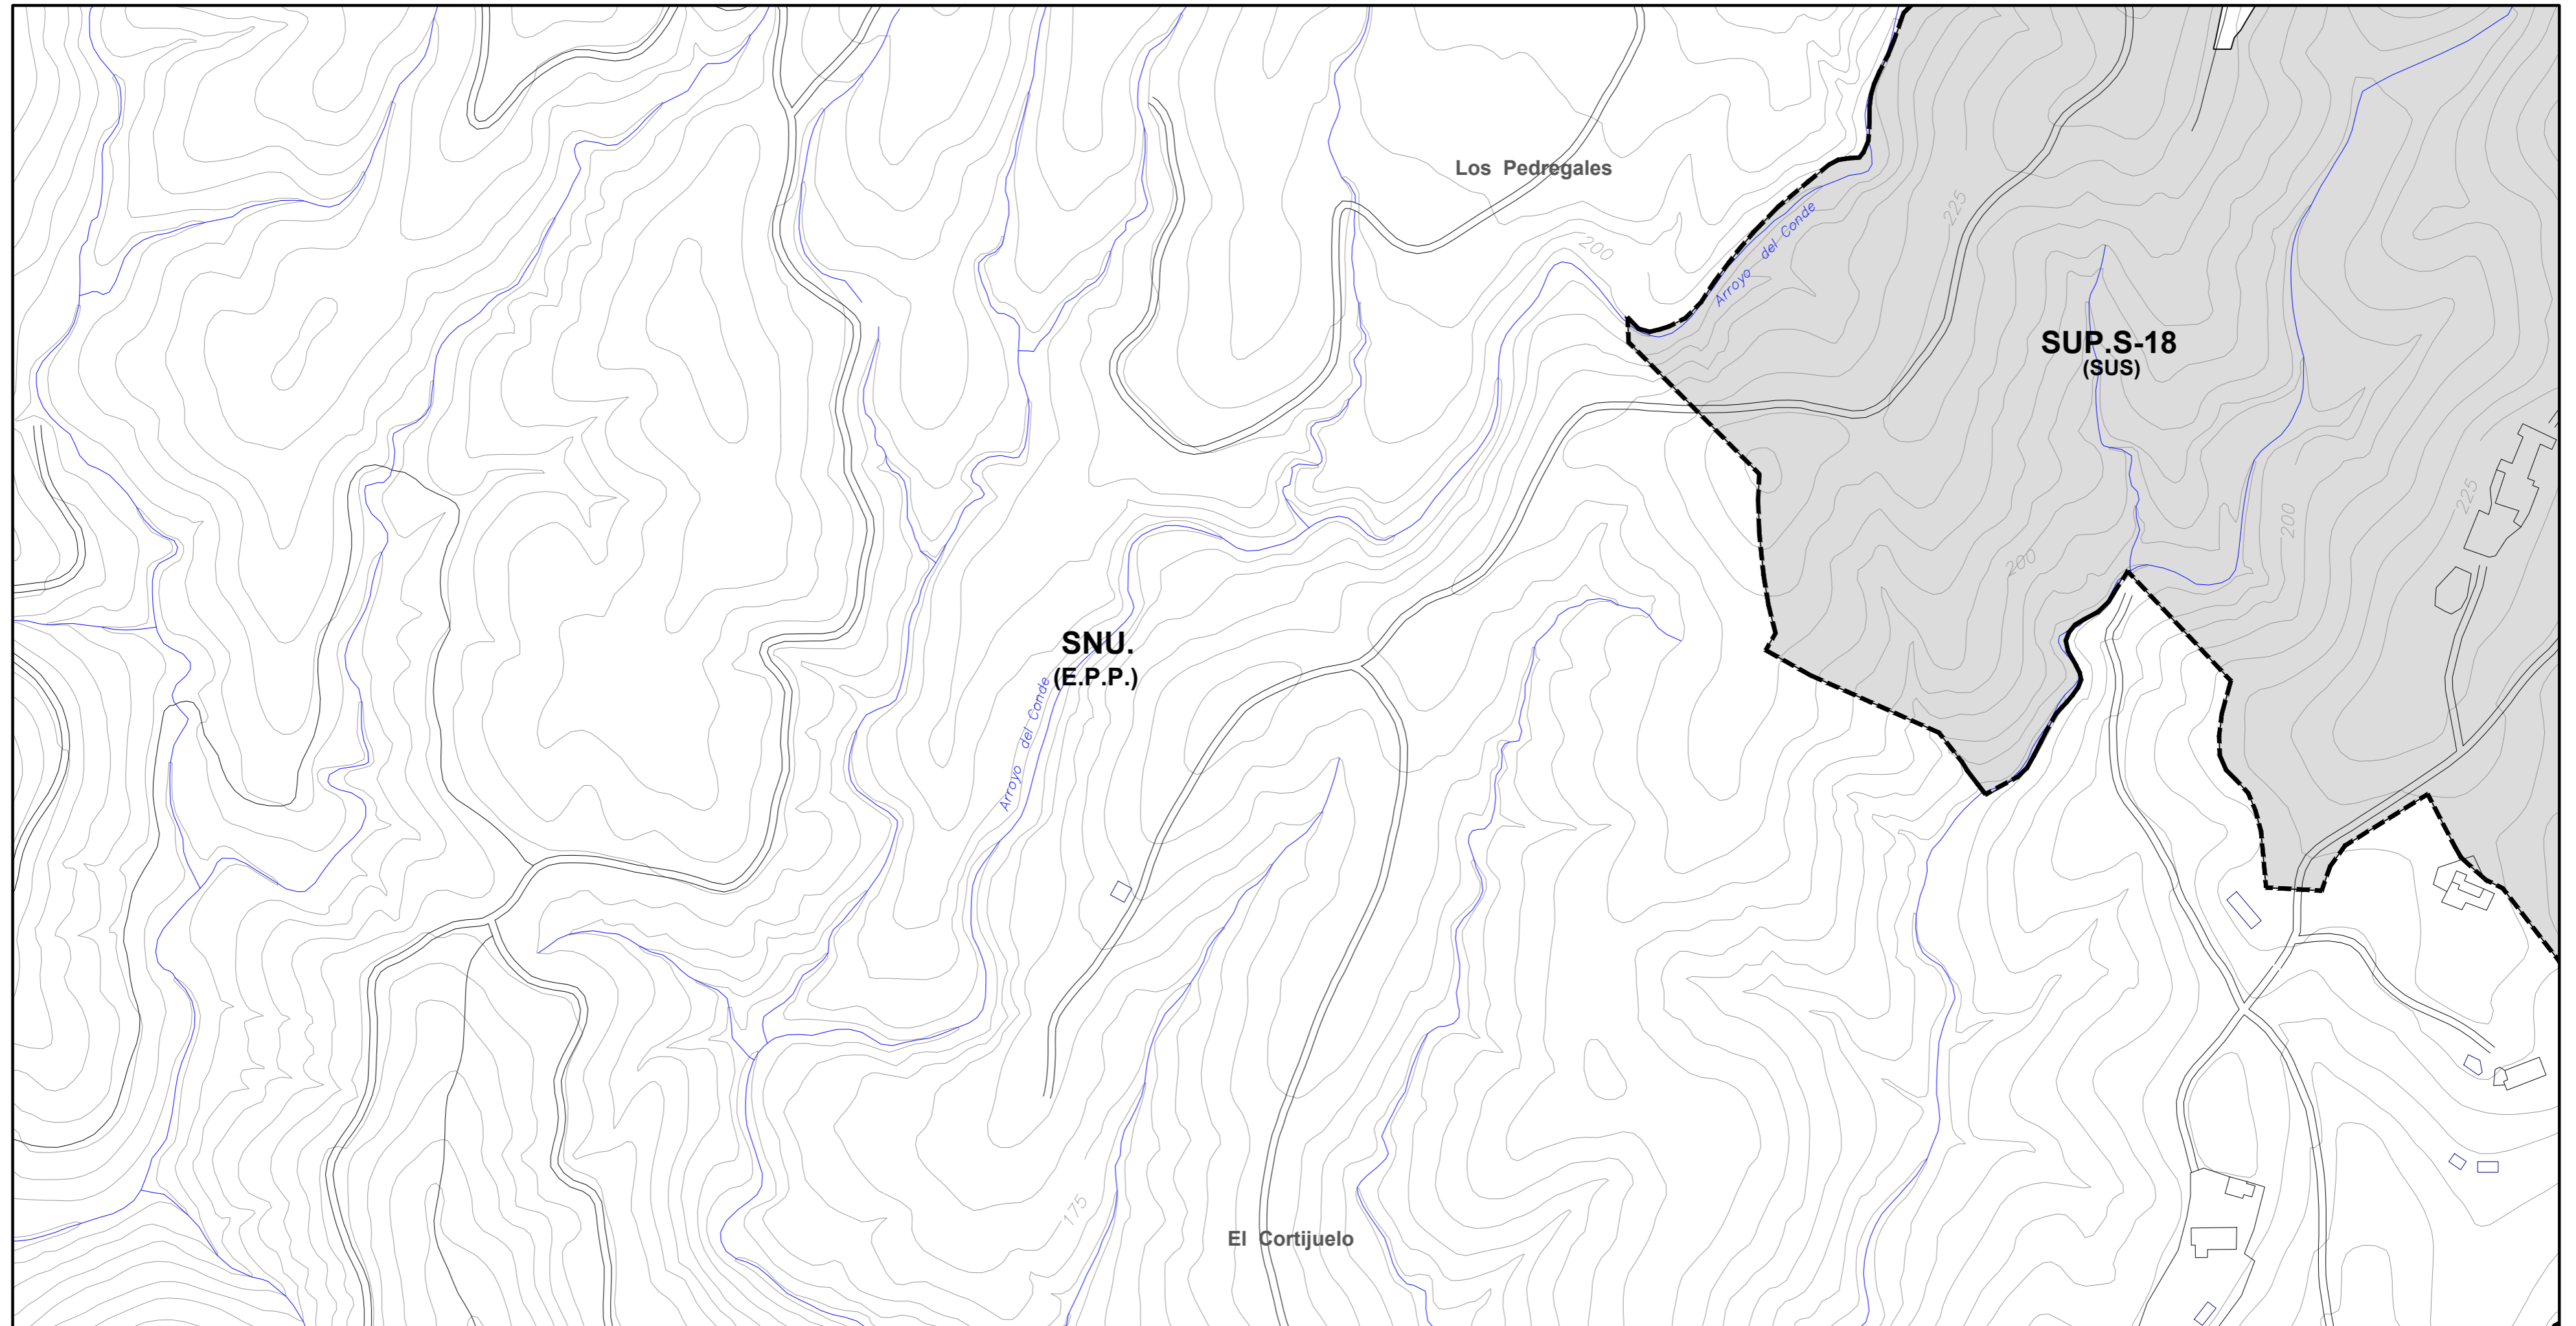 Los Pedregales
225
Arroyo del Conde
200
SUP.S-18
(SUS)
225
200
200
SNU.
(E.P.P.)
Arroyo del Conde
175
El Cortijuelo